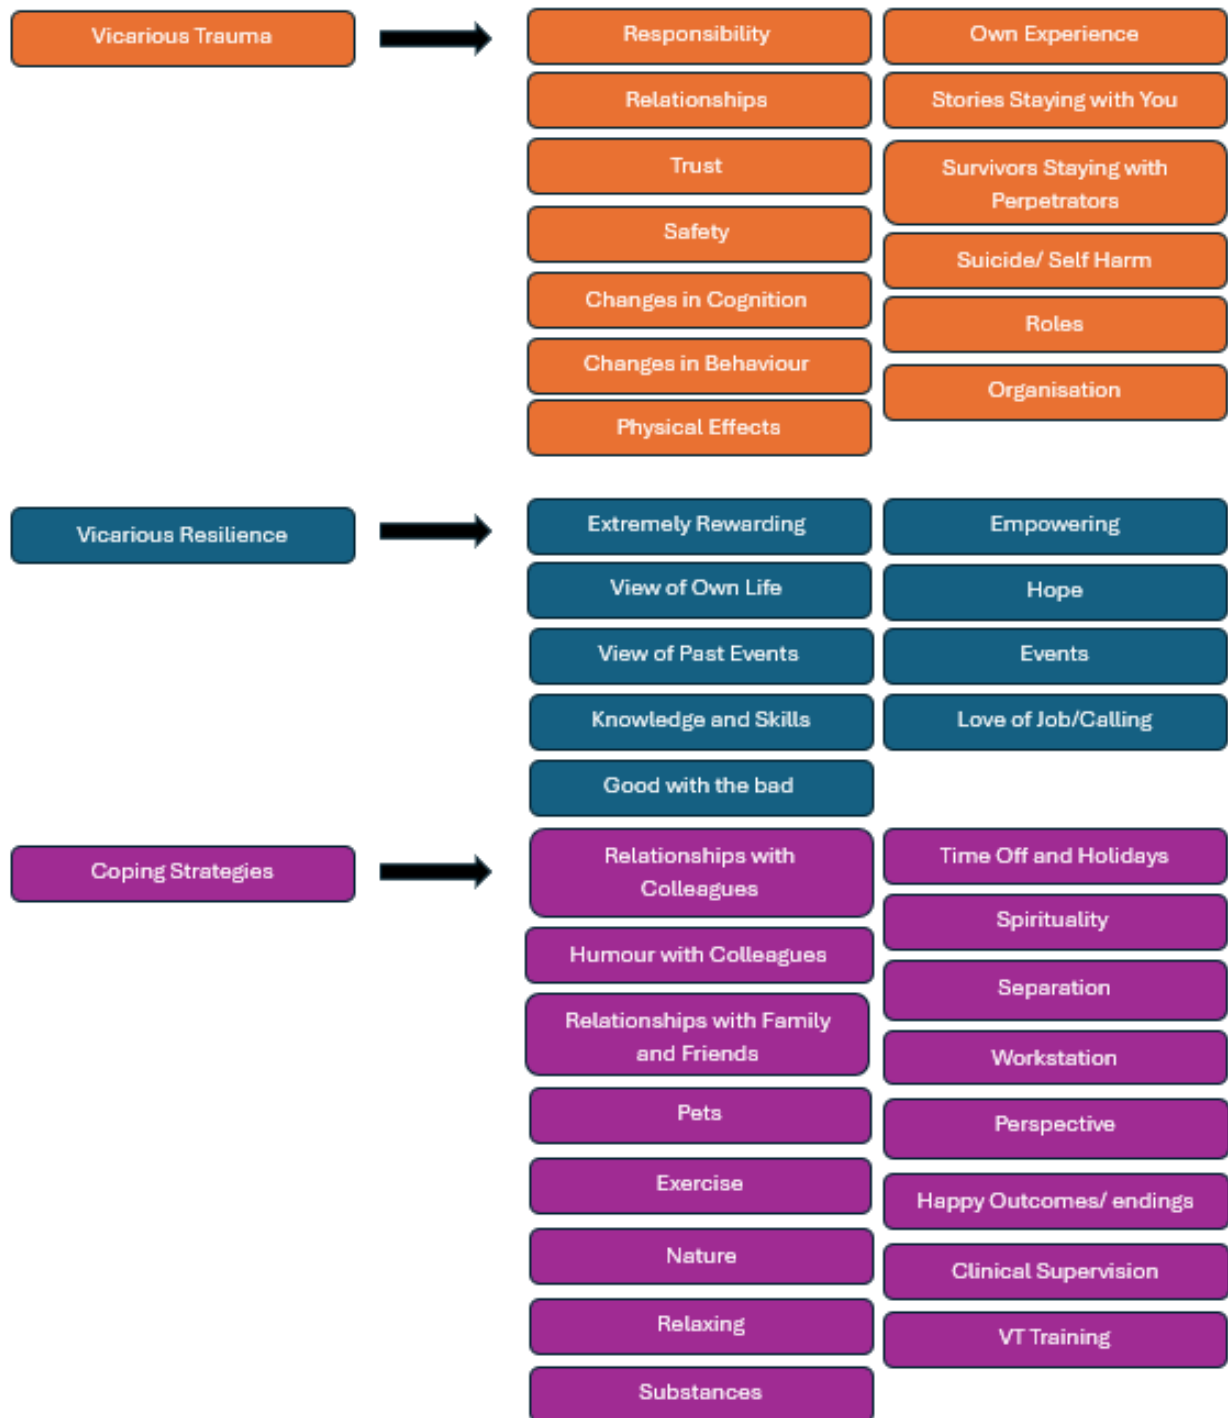 Vicarious Trauma
Responsibility
Own Experience
Relationships
Stories Staying with You
Trust
Survivors Staying with
Perpetrators
Safety
Suicide/ Self Harm
Changes in Cognition
Roles
Changes in Behaviour
Organisation
Physical Effects
Vicarious Resilience
Extremely Rewarding
Empowering
View of Own Life
Hope
View of Past Events
Events
Knowledge and Skills
Love of Job/Calling
Good with the bad
Coping Strategies
Relationships with
Colleagues
Time Off and Holidays
Humour with Colleagues
Spirituality
Relationships with Family
and Friends
Separation
Workstation
Pets
Perspective
Exercise
Happy Outcomes/ endings
Nature
Clinical Supervision
Relaxing
VT Training
Substances